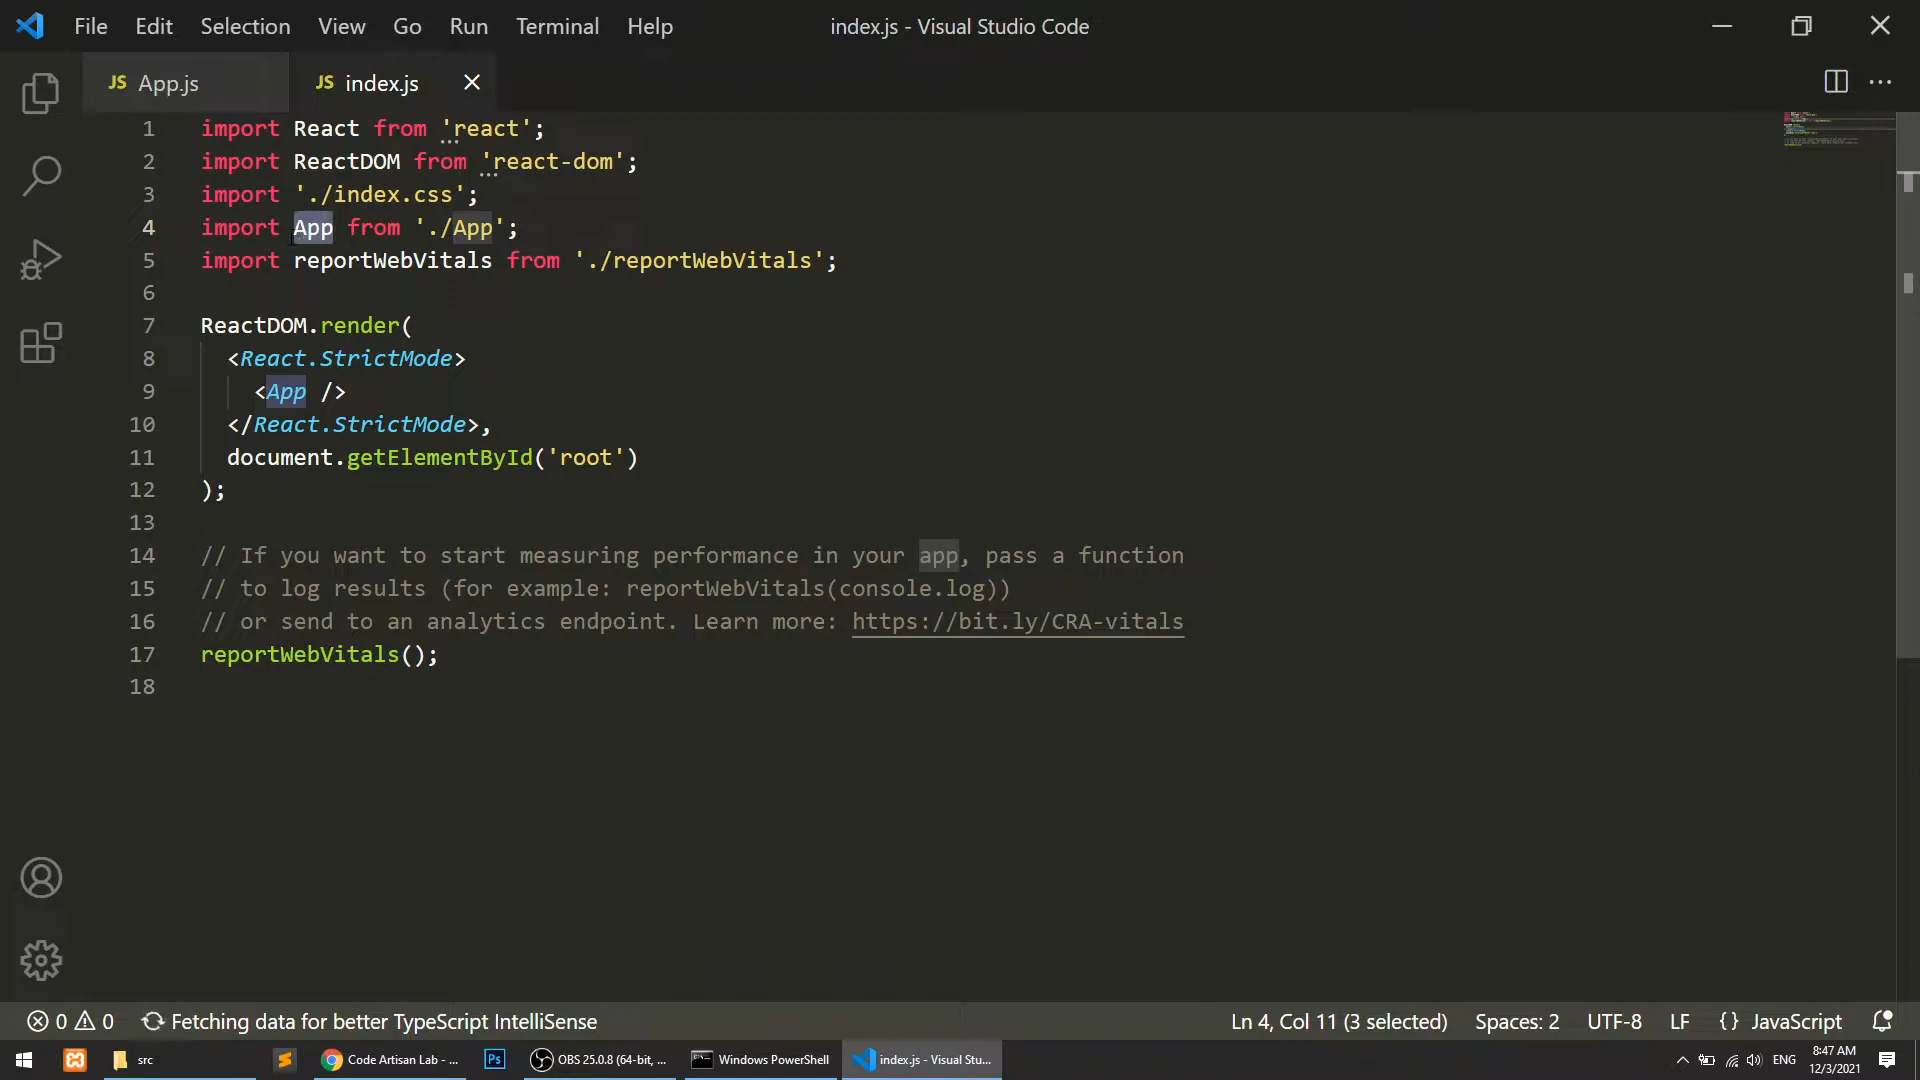 File Edit Selection View Go Run Terminal Help index.js - Visual Studio Code
JS App.js JS index.js
1 import React from 'react';
2 import ReactDOM from 'react-dom';
3 import './index.css';
4 import App from './App';
5 import reportWebVitals from './reportWebVitals';
6
7 ReactDOM.render(
8 <React.StrictMode>
9 <App />
10 </React.StrictMode>,
11 document.getElementById('root')
12 );
13
14 // If you want to start measuring performance in your app, pass a function
15 // to log results (for example: reportWebVitals(console.log))
16 // or send to an analytics endpoint. Learn more: https://bit.ly/CRA-vitals
17 reportWebVitals();
18
0 0 Fetching data for better TypeScript IntelliSense Ln 4, Col 11 (3 selected) Spaces: 2 UTF-8 LF {} JavaScript
src Code Artisan Lab - ... Ps OBS 25.0.8 (64-bit, ... Windows PowerShell index.js - Visual Stu... ENG 8:47 AM
12/3/2021